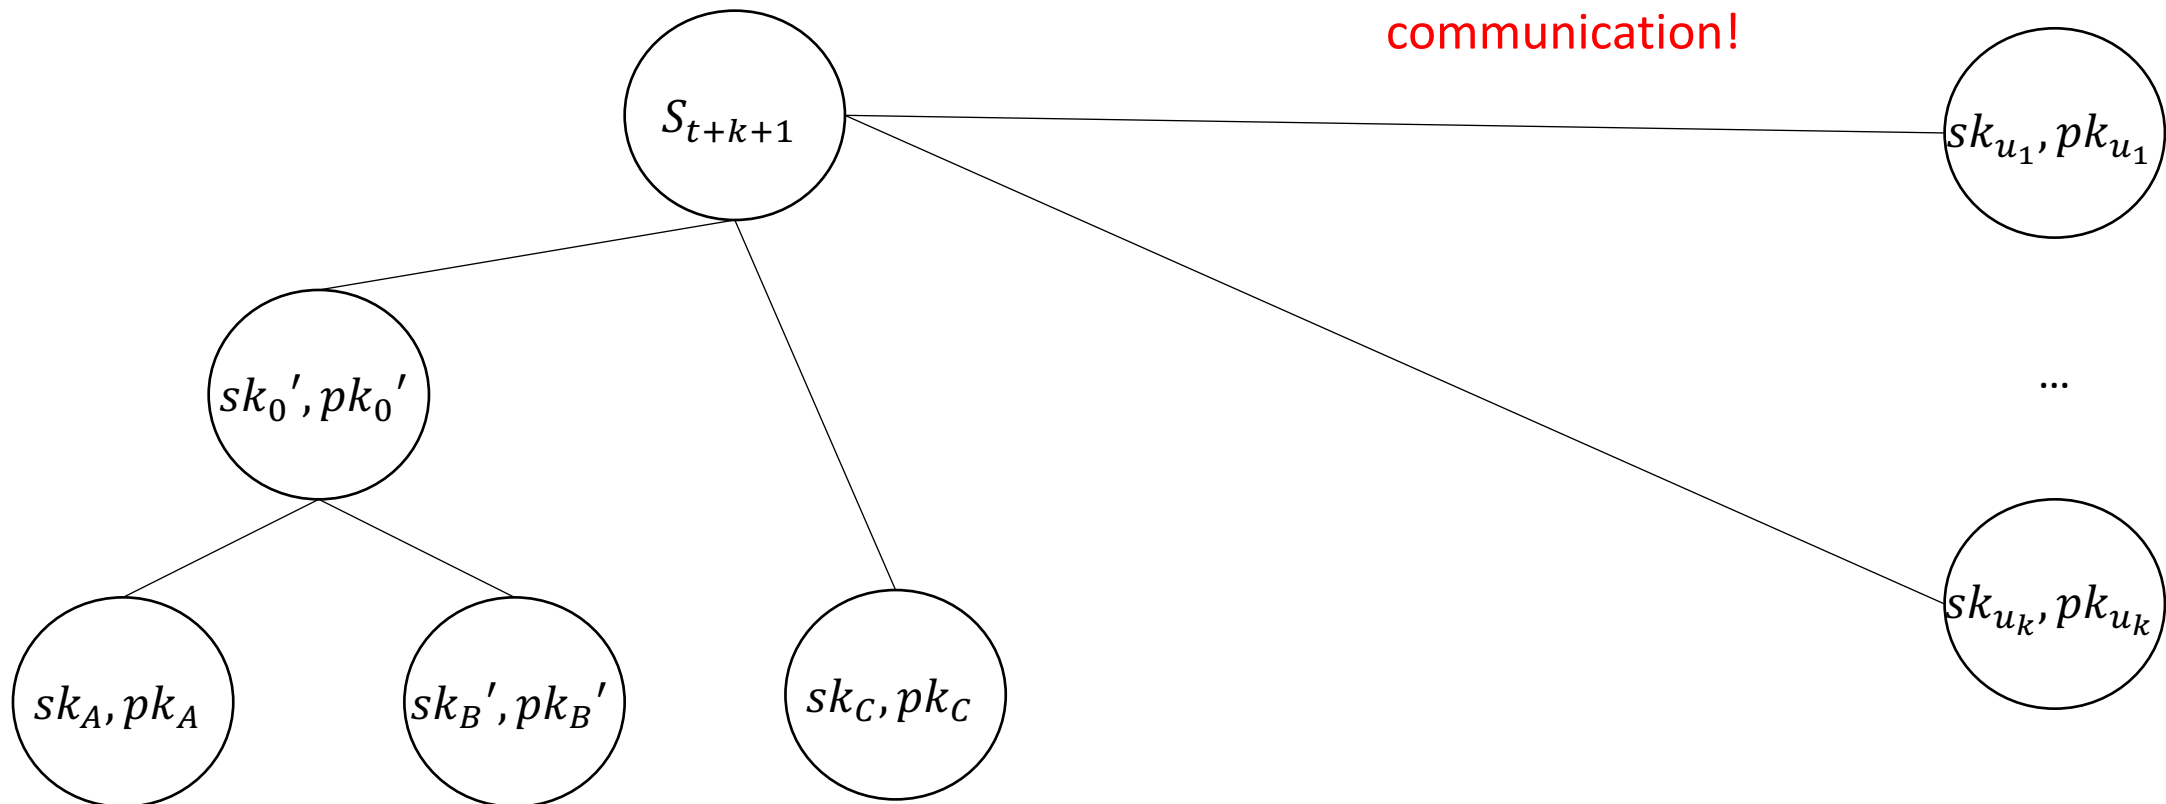 communication!
S_{t+k+1}
sk_{u_1}, pk_{u_1}
sk_0', pk_0'
...
sk_{u_k}, pk_{u_k}
sk_A, pk_A
sk_B', pk_B'
sk_C, pk_C